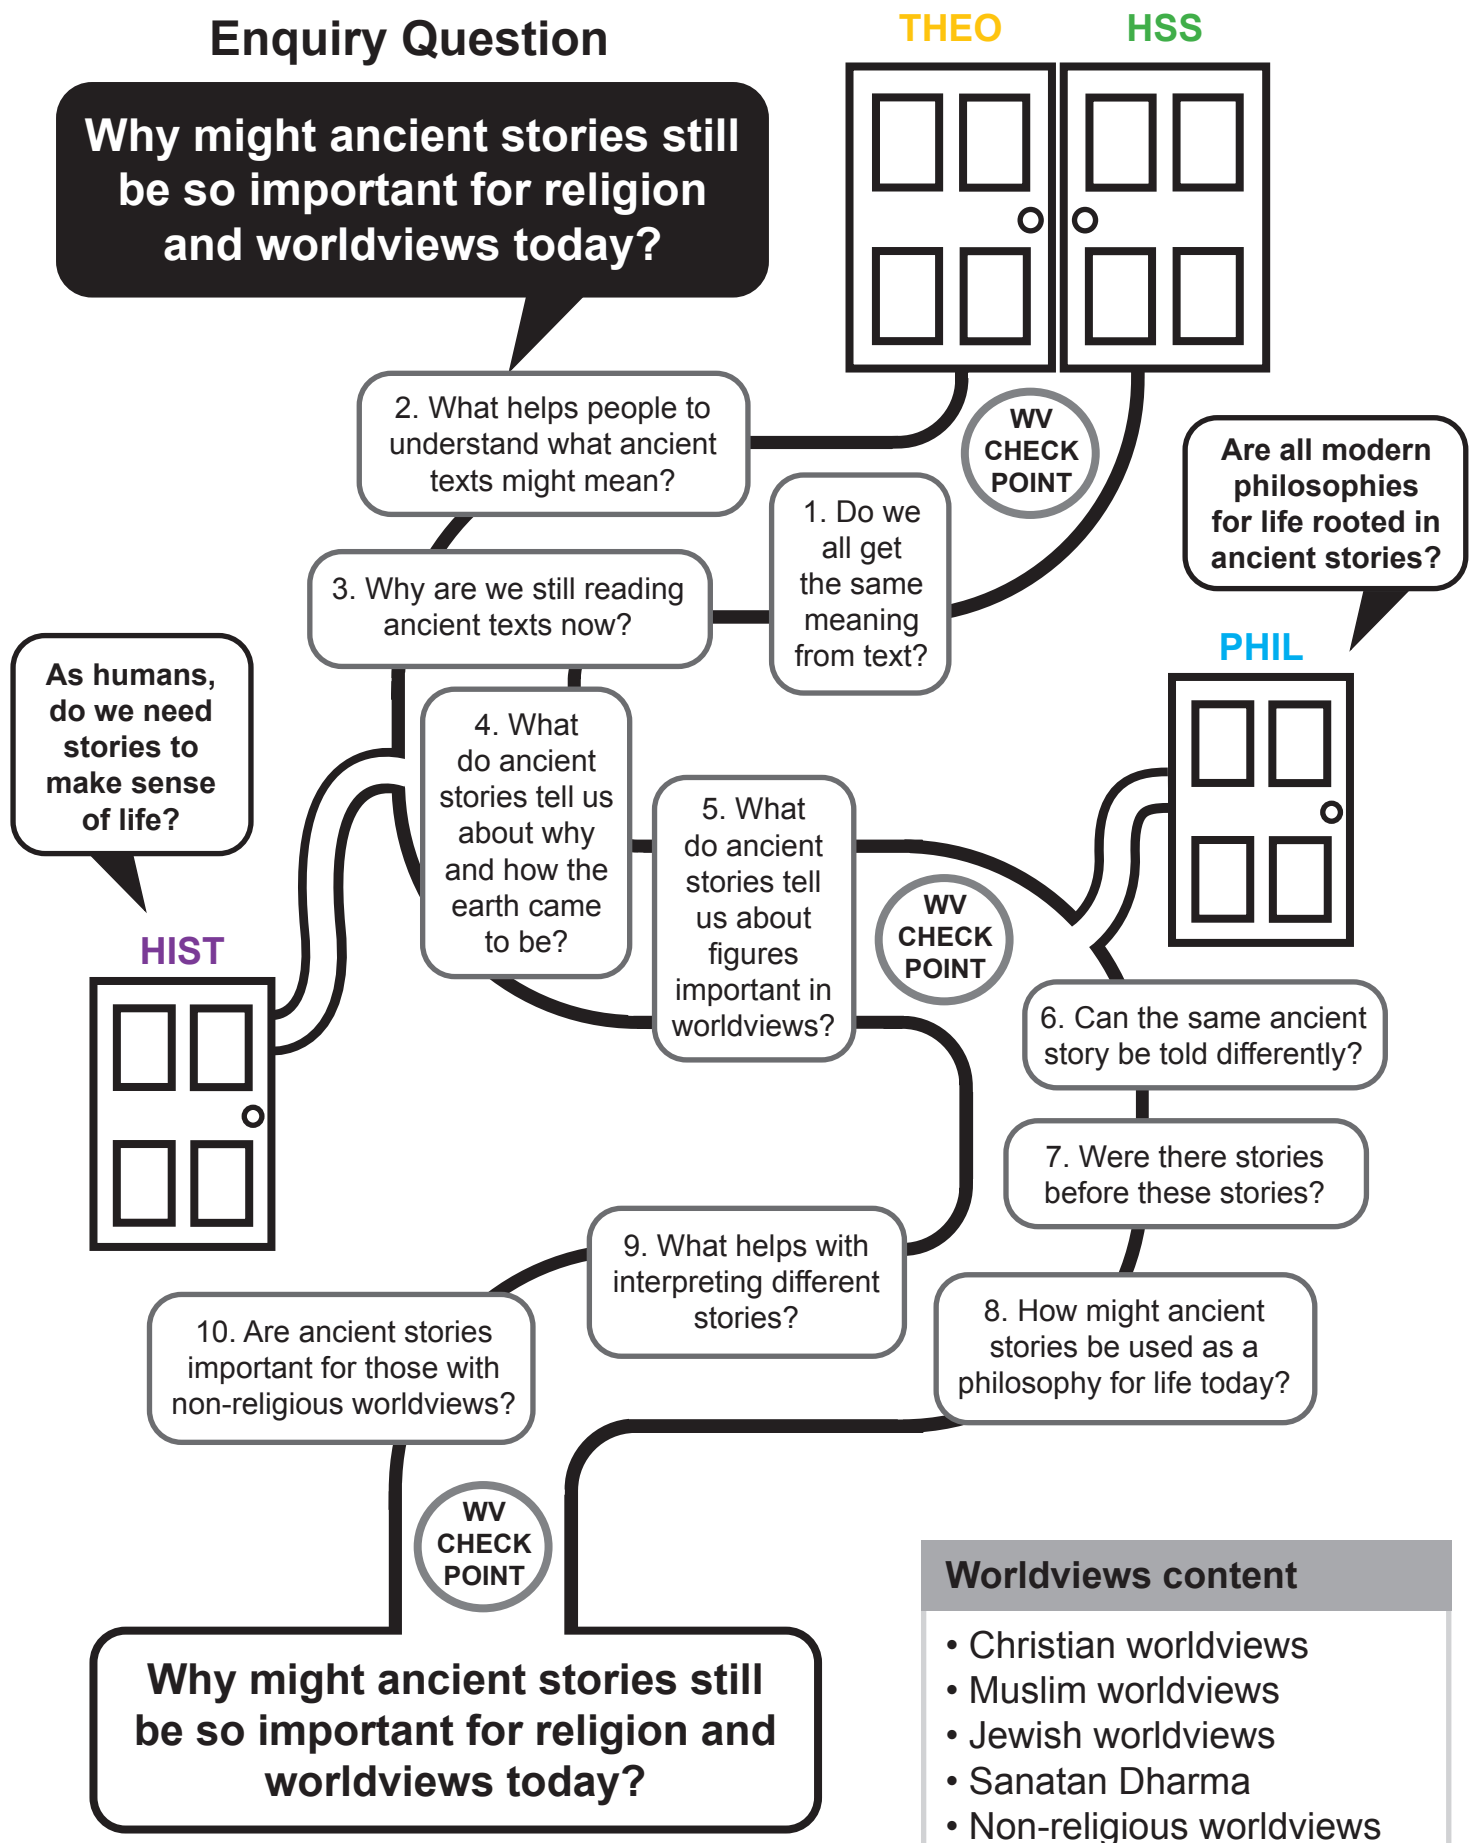 Enquiry Question
THEO
HSS
Why might ancient stories still
be so important for religion
and worldviews today?
2. What helps people to
understand what ancient
texts might mean?
WV
CHECK
POINT
Are all modern
philosophies
for life rooted in
ancient stories?
1. Do we
all get
the same
meaning
from text?
3. Why are we still reading
ancient texts now?
As humans,
do we need
stories to
make sense
of life?
PHIL
4. What
do ancient
stories tell us
about why
and how the
earth came
to be?
5. What
do ancient
stories tell
us about
figures
important in
worldviews?
WV
CHECK
POINT
HIST
6. Can the same ancient
story be told differently?
7. Were there stories
before these stories?
9. What helps with
interpreting different
stories?
8. How might ancient
stories be used as a
philosophy for life today?
10. Are ancient stories
important for those with
non-religious worldviews?
WV
CHECK
POINT
Why might ancient stories still
be so important for religion and
worldviews today?
Worldviews content
• Christian worldviews
• Muslim worldviews
• Jewish worldviews
• Sanatan Dharma
• Non-religious worldviews